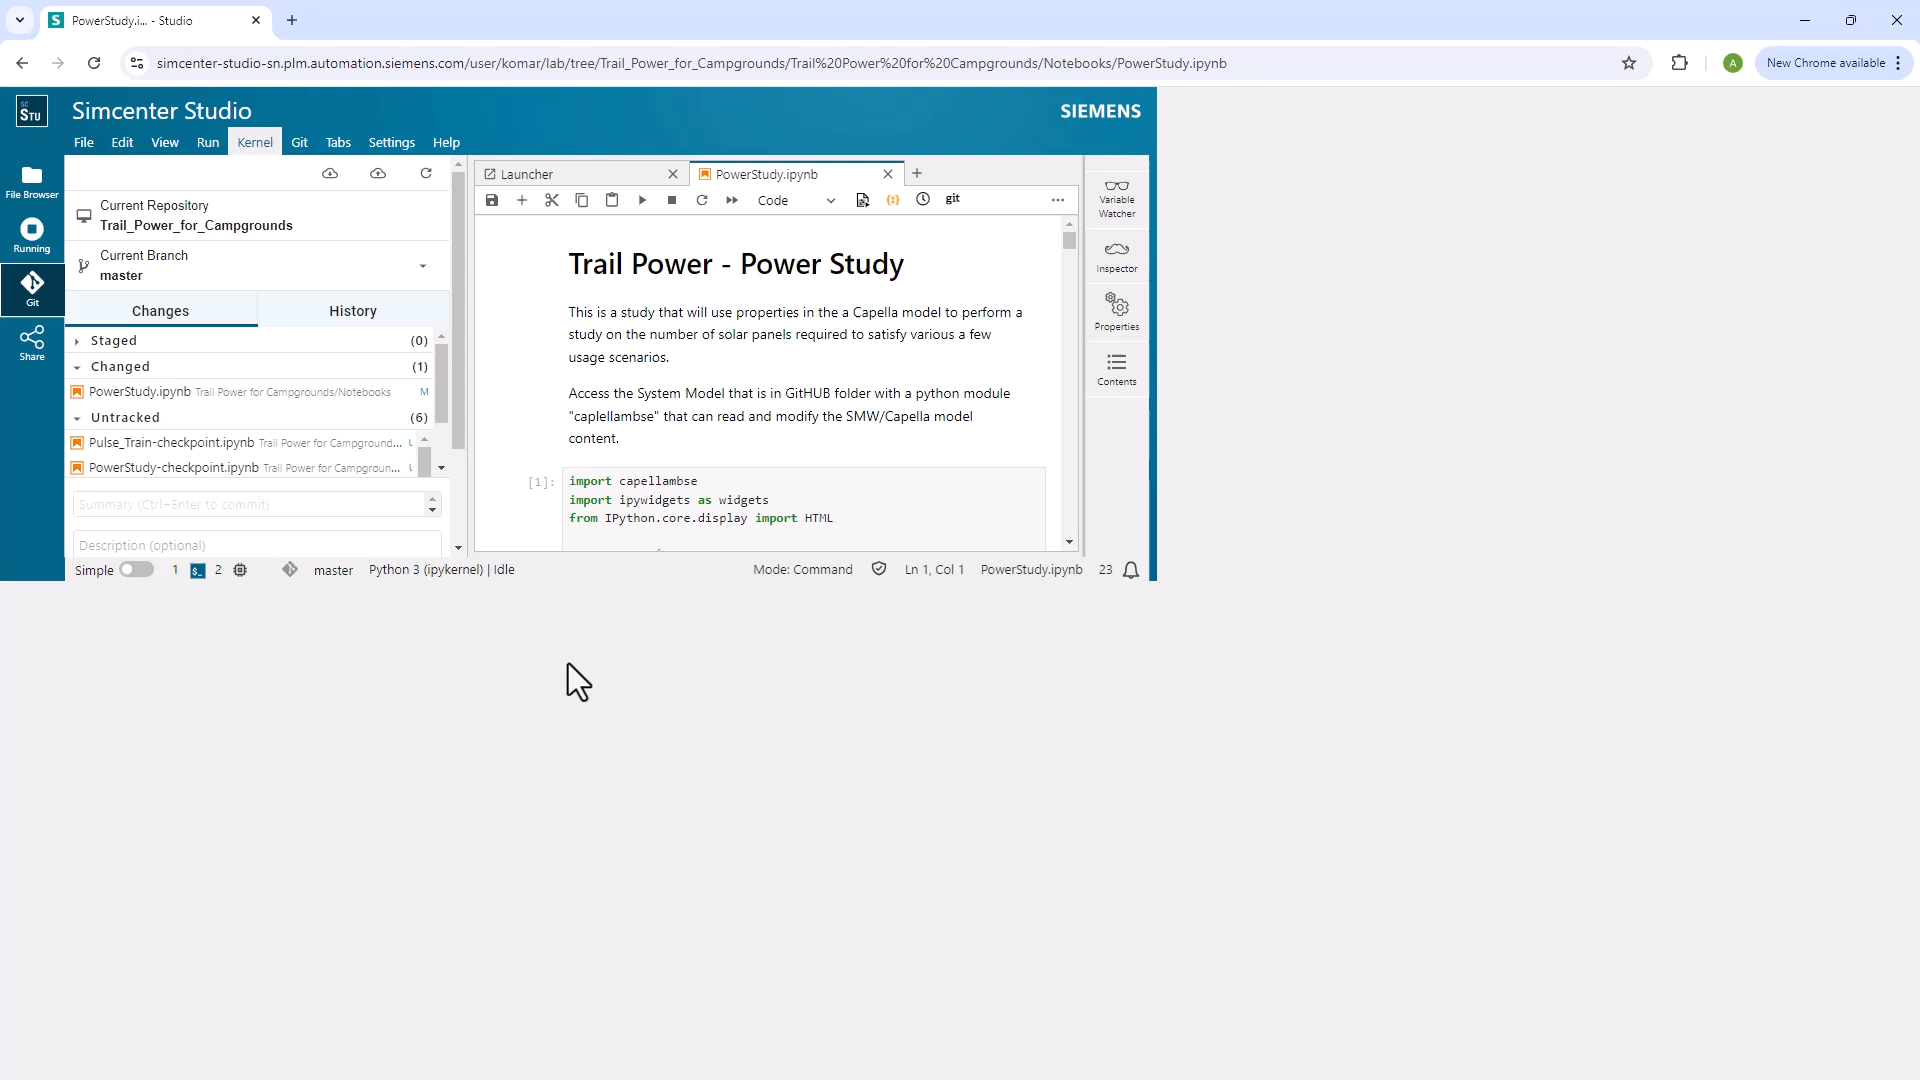 PowerStudy.i... - Studio
simcenter-studio-sn.plm.automation.siemens.com/user/komar/lab/tree/Trail_Power_for_Campgrounds/Trail%20Power%20for%20Campgrounds/Notebooks/PowerStudy.ipynb
A
New Chrome available
SC
STU
Simcenter Studio
SIEMENS
File Edit View Run Kernel Git Tabs Settings Help
File Browser
Running
Git
Share
Current Repository
Trail_Power_for_Campgrounds
Current Branch
master
Changes History
Staged (0)
Changed (1)
PowerStudy.ipynb Trail Power for Campgrounds/Notebooks M
Untracked (6)
Pulse_Train-checkpoint.ipynb Trail Power for Campground...
PowerStudy-checkpoint.ipynb Trail Power for Campgroun...
Summary (Ctrl+Enter to commit)
Description (optional)
Launcher PowerStudy.ipynb
Code git
Trail Power - Power Study
This is a study that will use properties in the a Capella model to perform a
study on the number of solar panels required to satisfy various a few
usage scenarios.
Access the System Model that is in GitHUB folder with a python module
"caplellambse" that can read and modify the SMW/Capella model
content.
[1]: import capellambse
import ipywidgets as widgets
from IPython.core.display import HTML
Variable
Watcher
Inspector
Properties
Contents
Simple 1 $_ 2 master Python 3 (ipykernel) | Idle Mode: Command Ln 1, Col 1 PowerStudy.ipynb 23